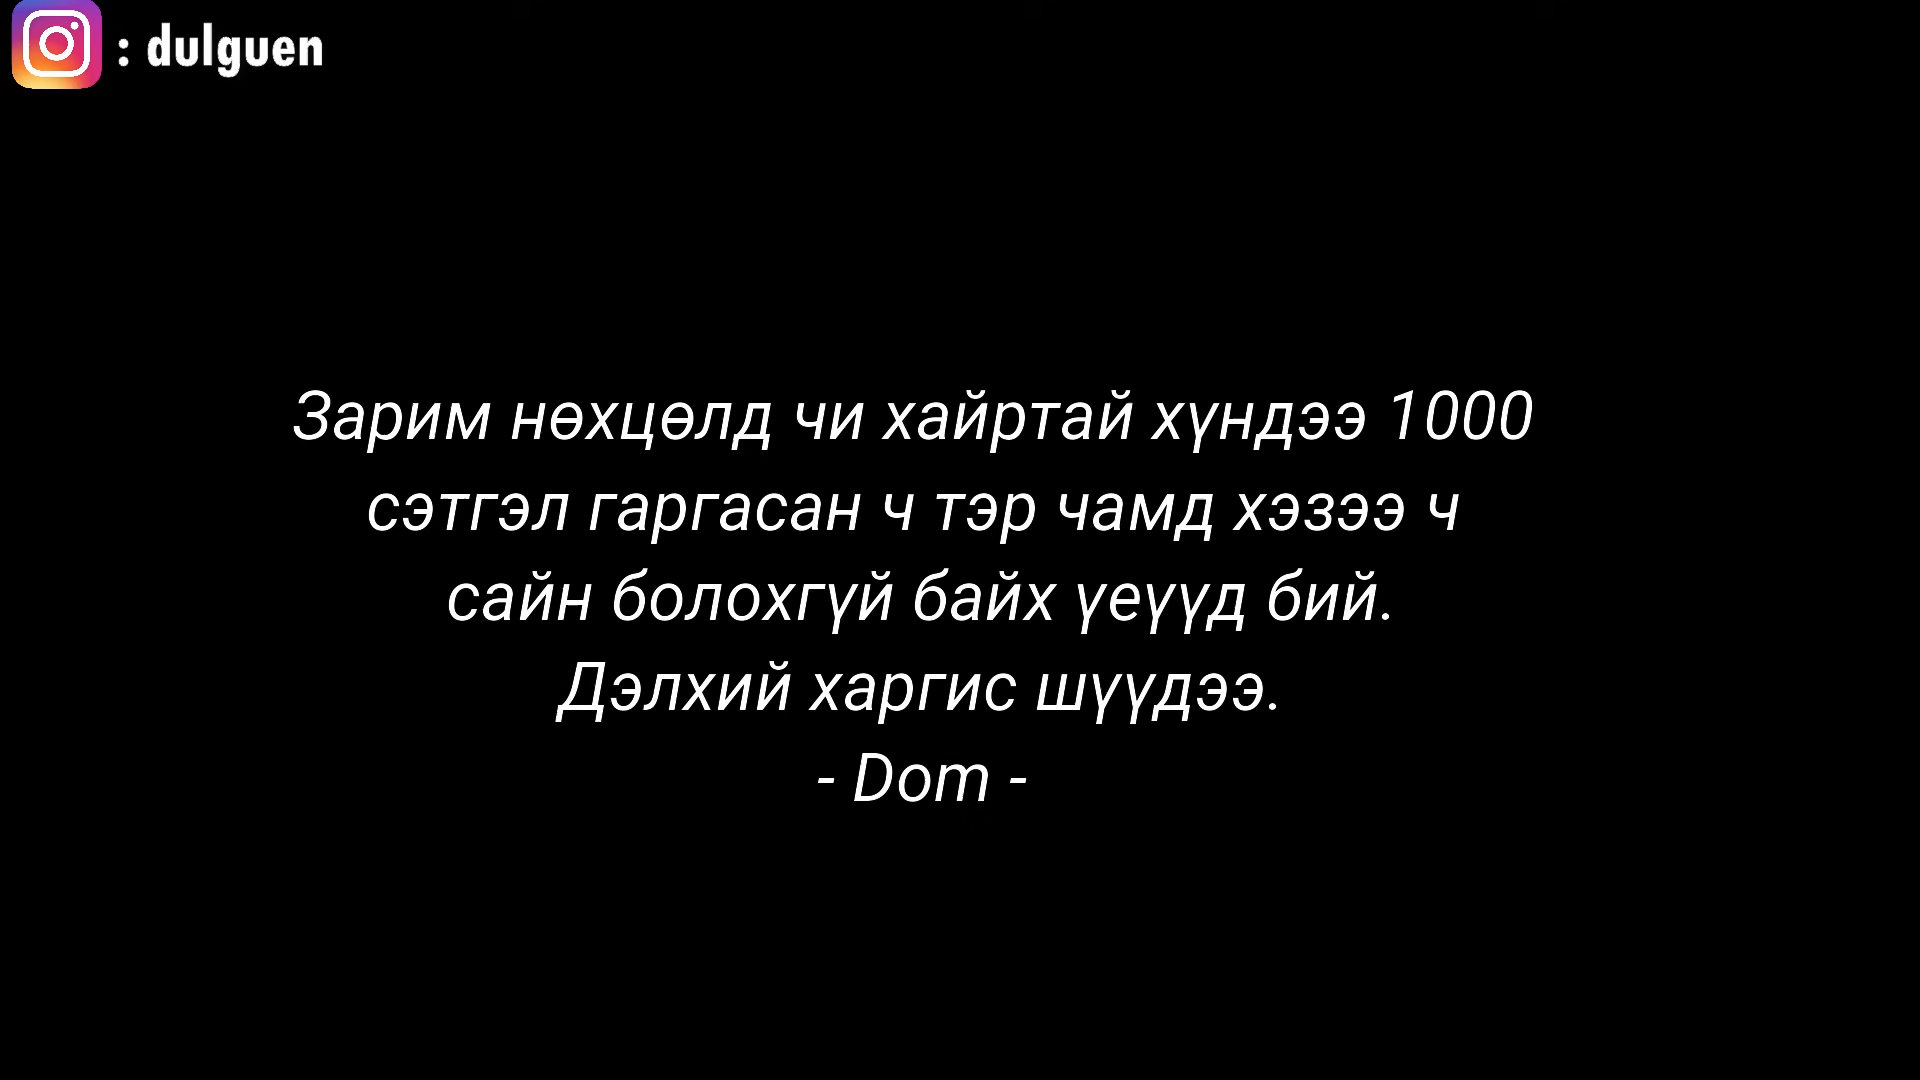 : dulguen
Зарим нөхцөлд чи хайртай хүндээ 1000
сэтгэл гаргасан ч тэр чамд хэзээ ч
сайн болохгүй байх үеүүд бий.
Дэлхий харгис шүүдээ.
- Dom -